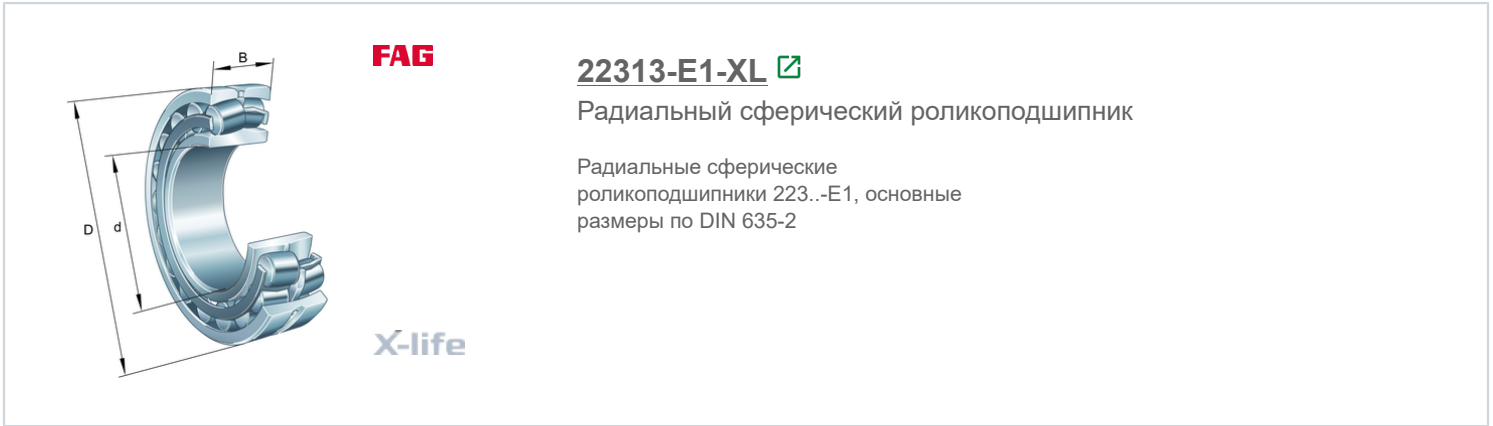 B
FAG
D
d
X-life
22313-E1-XL
Радиальный сферический роликоподшипник
Радиальные сферические
роликоподшипники 223..-E1, основные
размеры по DIN 635-2